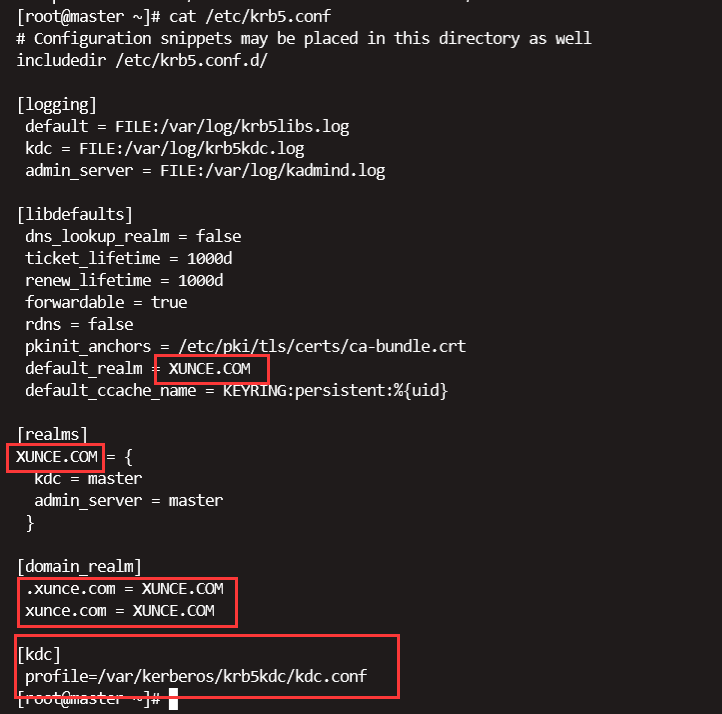 [root@master ~]# cat /etc/krb5.conf
# Configuration snippets may be placed in this directory as well
includedir /etc/krb5.conf.d/
[logging]
default = FILE:/var/log/krb5libs.log
kdc = FILE:/var/log/krb5kdc.log
admin_server = FILE:/var/log/kadmind.log
[libdefaults]
dns_lookup_realm = false
ticket_lifetime = 1000d
renew_lifetime = 1000d
forwardable = true
rdns = false
pkinit_anchors = /etc/pki/tls/certs/ca-bundle.crt
default_realm = XUNCE.COM
default_ccache_name = KEYRING:persistent:%{uid}
[realms]
XUNCE.COM = {
kdc = master
admin_server = master
}
[domain_realm]
.xunce.com = XUNCE.COM
xunce.com = XUNCE.COM
[kdc]
profile=/var/kerberos/krb5kdc/kdc.conf
[root@master ~]#